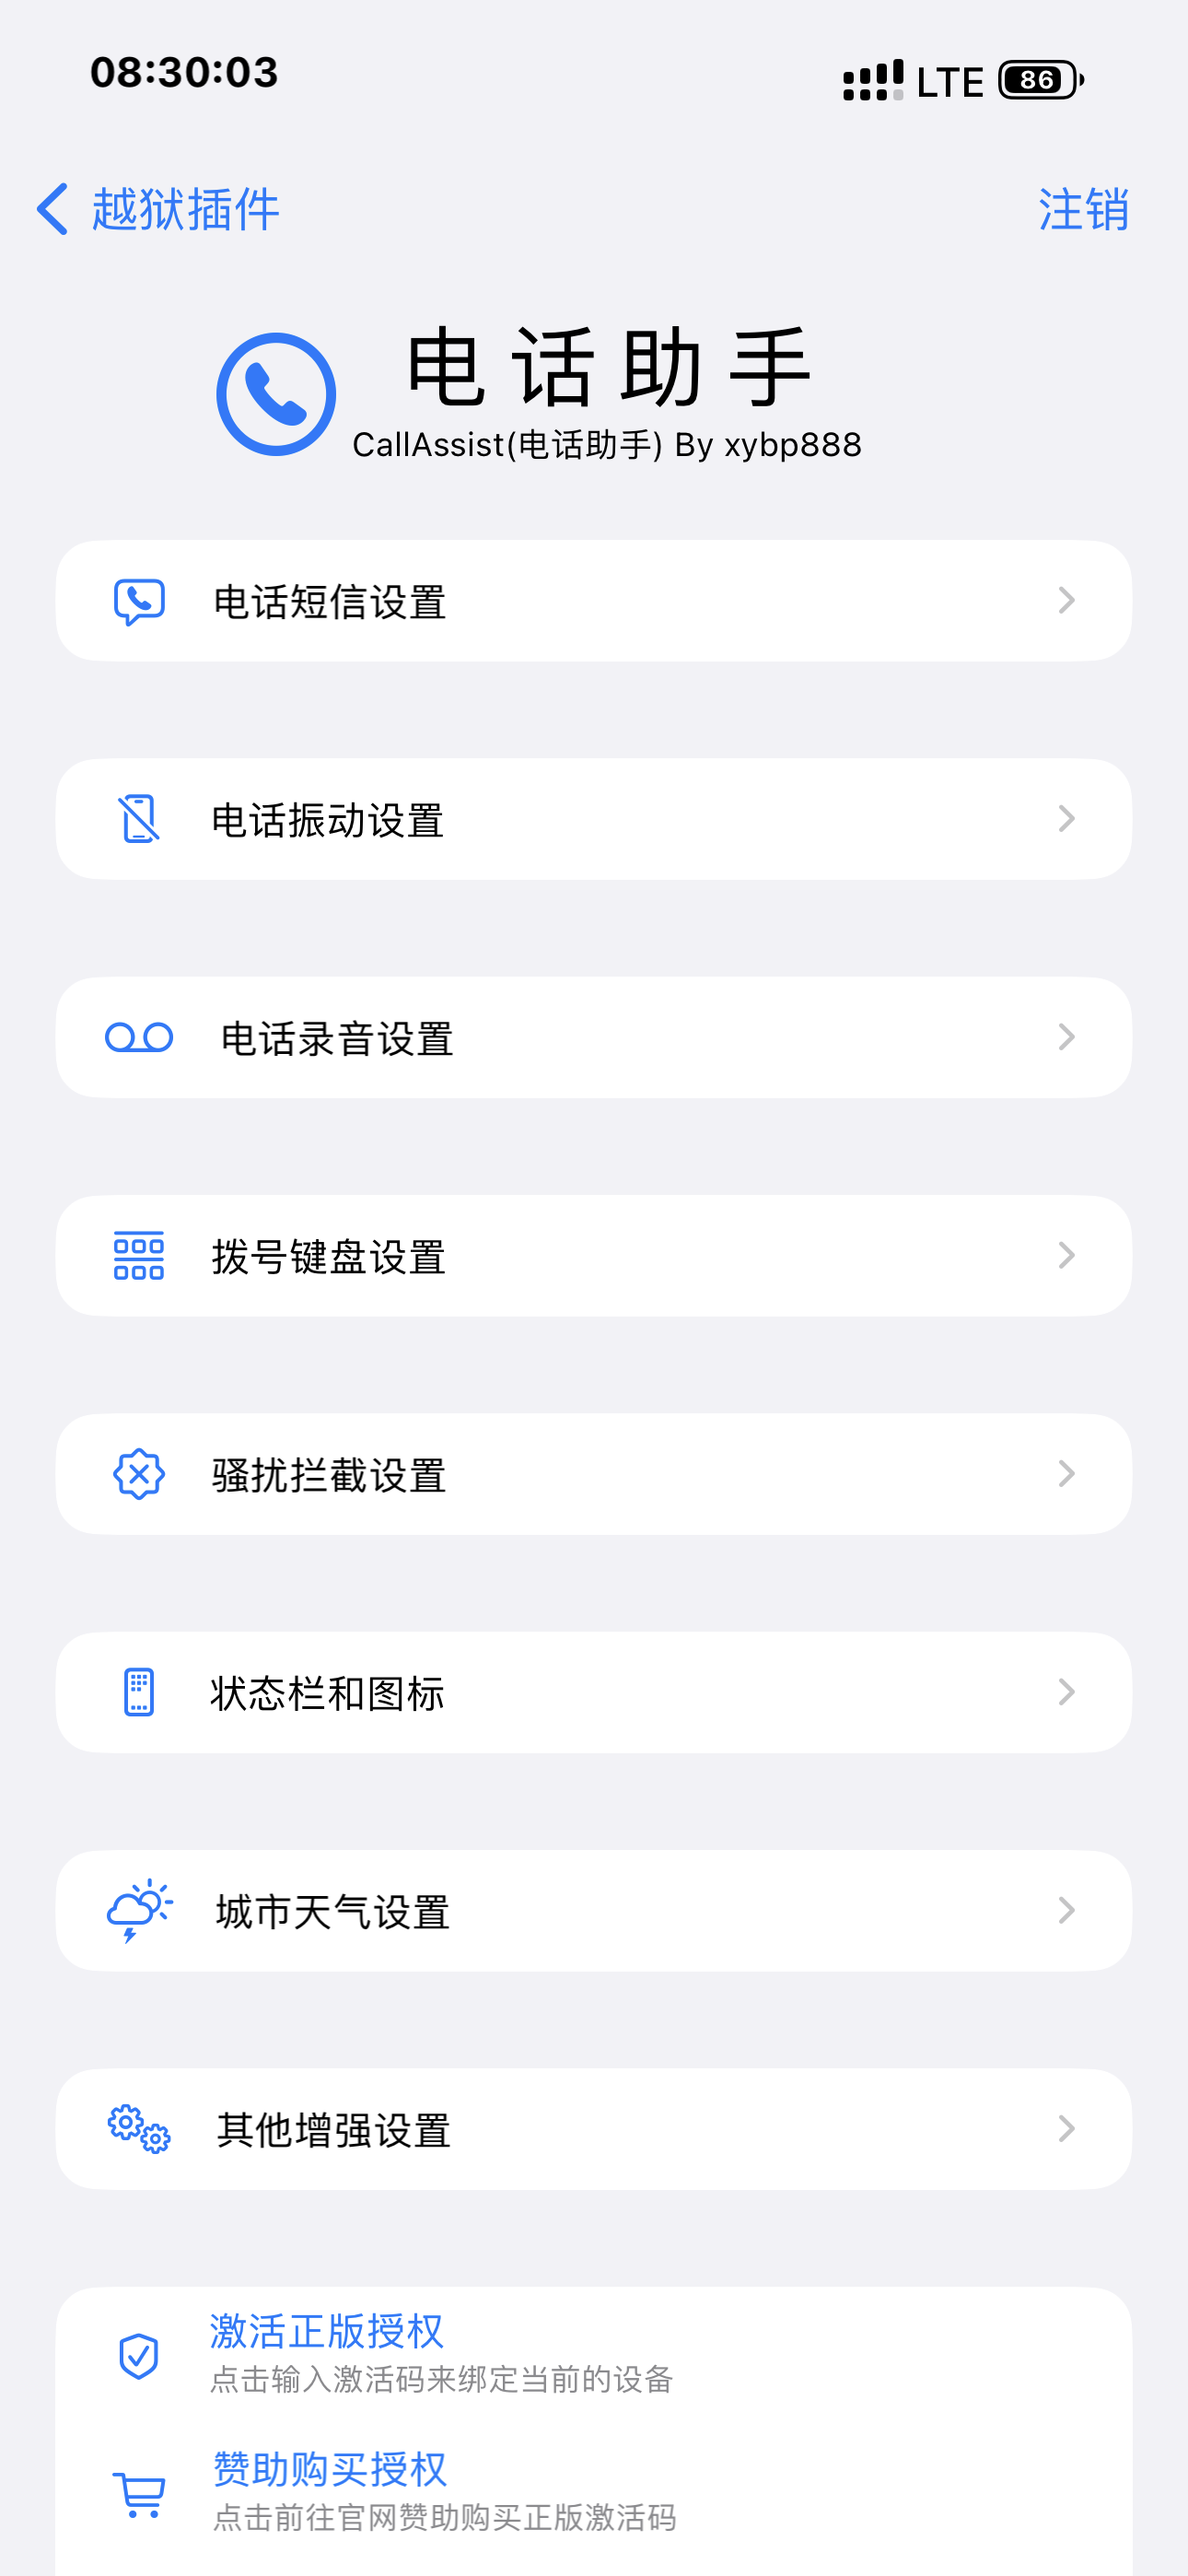 08:30:03
LTE 86
越狱插件
注销
电话助手
CallAssist(电话助手) By xybp888
电话短信设置
电话振动设置
电话录音设置
拨号键盘设置
骚扰拦截设置
状态栏和图标
城市天气设置
其他增强设置
激活正版授权
点击输入激活码来绑定当前的设备
赞助购买授权
点击前往官网赞助购买正版激活码